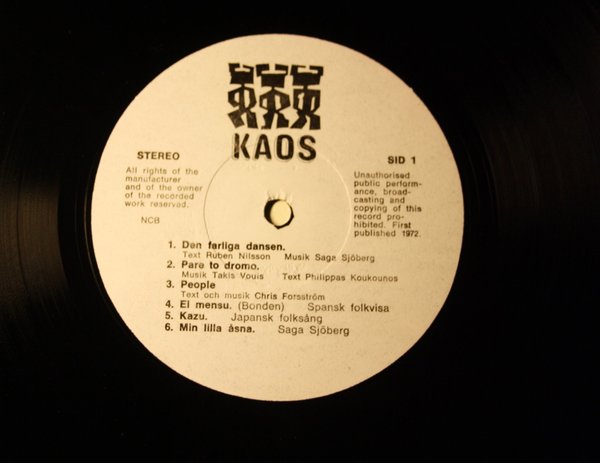 KAOS
STEREO
All rights of the
manufacturer
and of the owner
of the recorded
work reserved.
NCB
SID 1
Unauthorised
public perform-
ance, broad-
casting and
copying of this
record pro-
hibited. First
published 1972.
1. Den farliga dansen.
Text Ruben Nilsson Musik Saga Sjöberg
2. Pare to dromo.
Musik Takis Vouis Text Philippas Koukounos
3. People
Text och musik Chris Forsström
4. El mensu. (Bonden) Spansk folkvisa
5. Kazu. Japansk folksång
6. Min lilla åsna. Saga Sjöberg